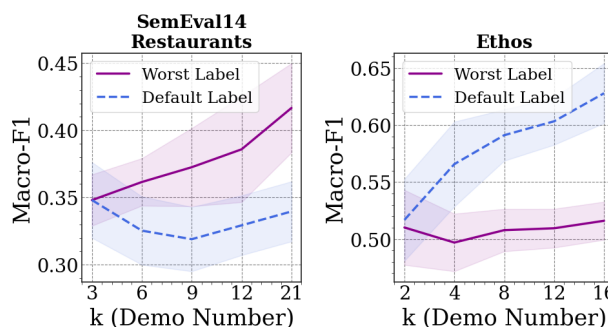 SemEval14
Restaurants
Macro-F1
0.45
0.40
0.35
0.30
Worst Label
Default Label
3 6 9 12 21
k (Demo Number)
Ethos
Macro-F1
0.65
0.60
0.55
0.50
Worst Label
Default Label
2 4 8 12 16
k (Demo Number)